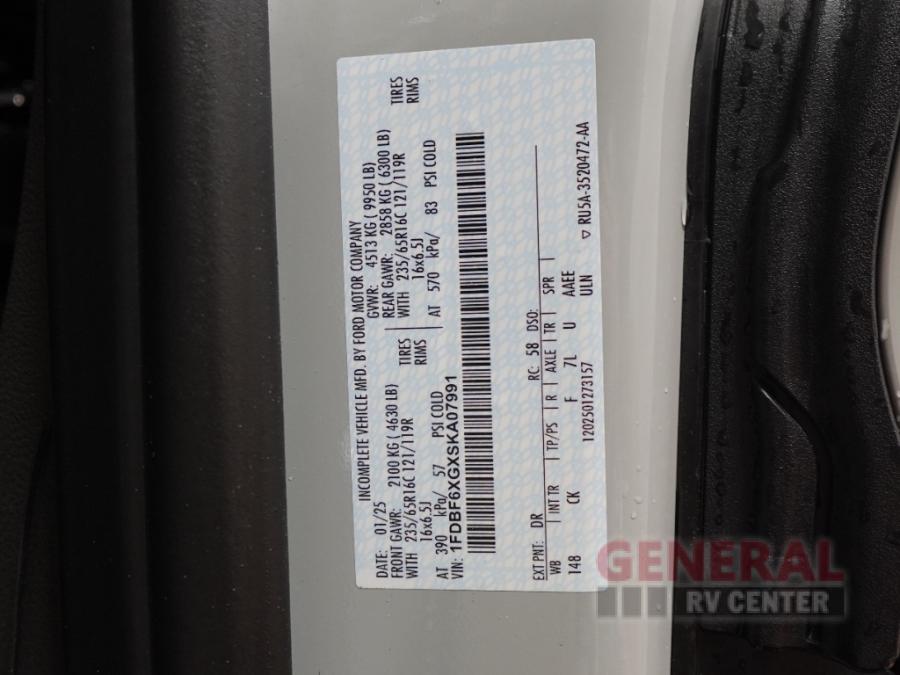 INCOMPLETE VEHICLE MFD. BY FORD MOTOR COMPANY
DATE: 01/25 GVWR: 4513 KG ( 9950 LB)
FRONT GAWR: 2100 KG ( 4630 LB) REAR GAWR: 2858 KG ( 6300 LB)
WITH 235/65R16C 121/119R TIRES WITH 235/65R16C 121/119R TIRES
16x6.5J RIMS 16x6.5J RIMS
AT 390 kPa/ 57 PSI COLD AT 570 kPa/ 83 PSI COLD
VIN: 1FDBF6XGXSKA07991
EXT PNT: DR RC: 58 DSO:
WB INT TR TP/PS R AXLE TR SPR
148 CK F 7L U AAEE
1202501273157 ULN ▽ RU5A-3520472-AA
GENERAL
RV CENTER